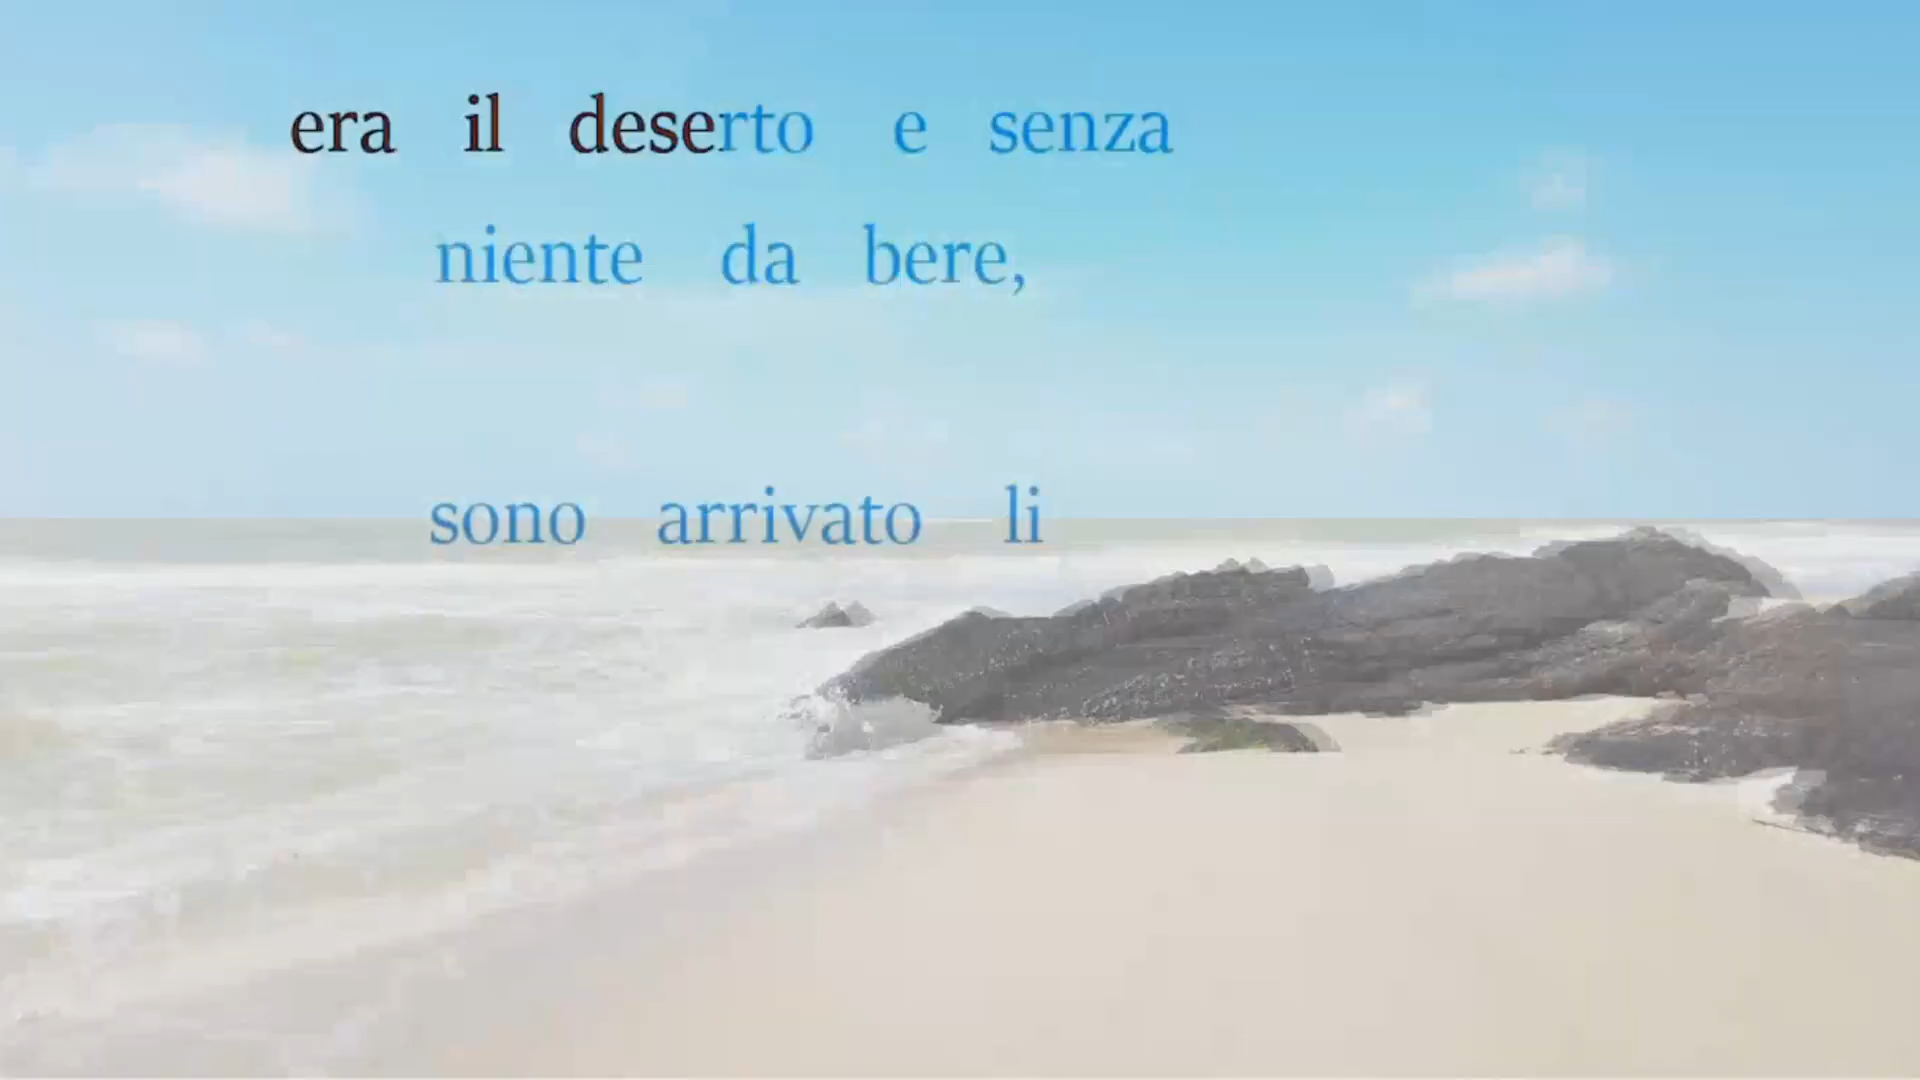 era il deserto e senza
niente da bere,
sono arrivato li